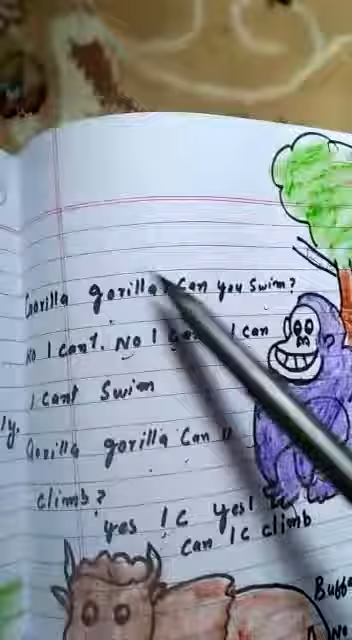 Gorilla gorilla Can you swim?
No I can't. No I can
I can't swim
ly.
Gorilla gorilla Can
climb?
yes I C yes I
Can I C climb
Buff